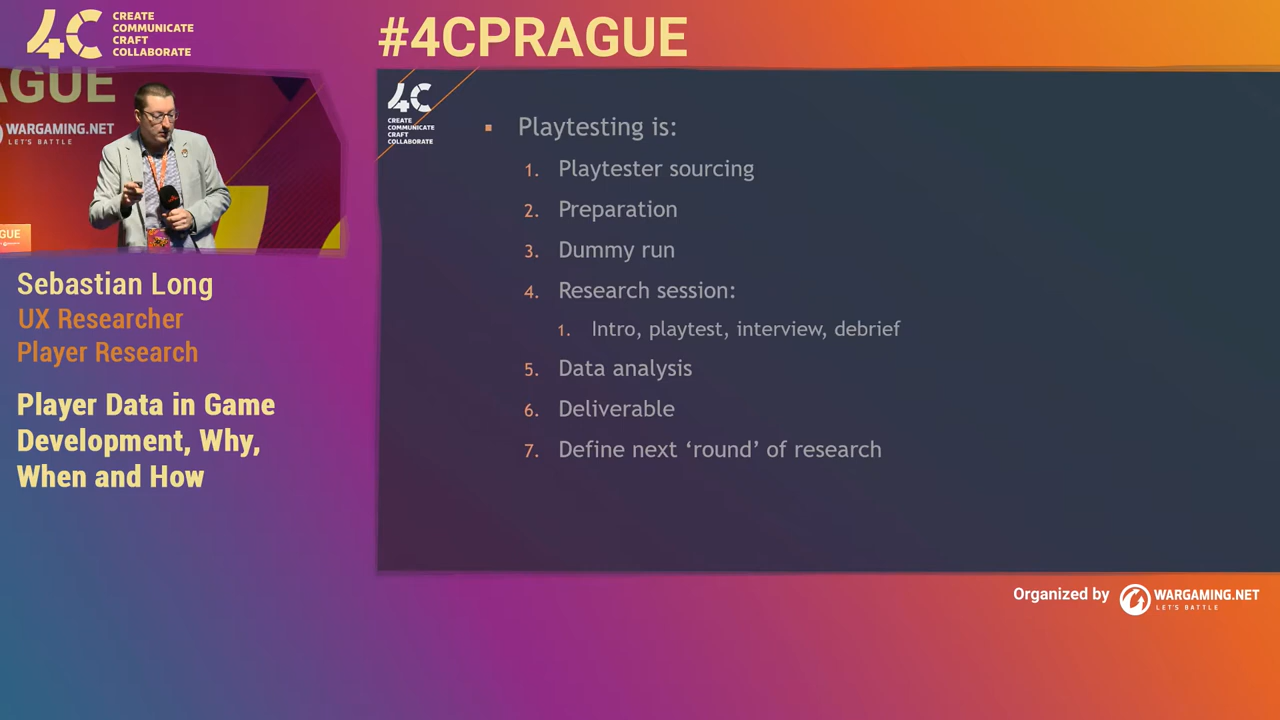 4C
CREATE
COMMUNICATE
CRAFT
COLLABORATE
#4CPRAGUE
AGUE
WARGAMING.NET
LET'S BATTLE
GUE
Sebastian Long
UX Researcher
Player Research
Player Data in Game
Development, Why,
When and How
4C
CREATE
COMMUNICATE
CRAFT
COLLABORATE
▪ Playtesting is:
1. Playtester sourcing
2. Preparation
3. Dummy run
4. Research session:
1. Intro, playtest, interview, debrief
5. Data analysis
6. Deliverable
7. Define next ‘round’ of research
Organized by
WARGAMING.NET
LET'S BATTLE